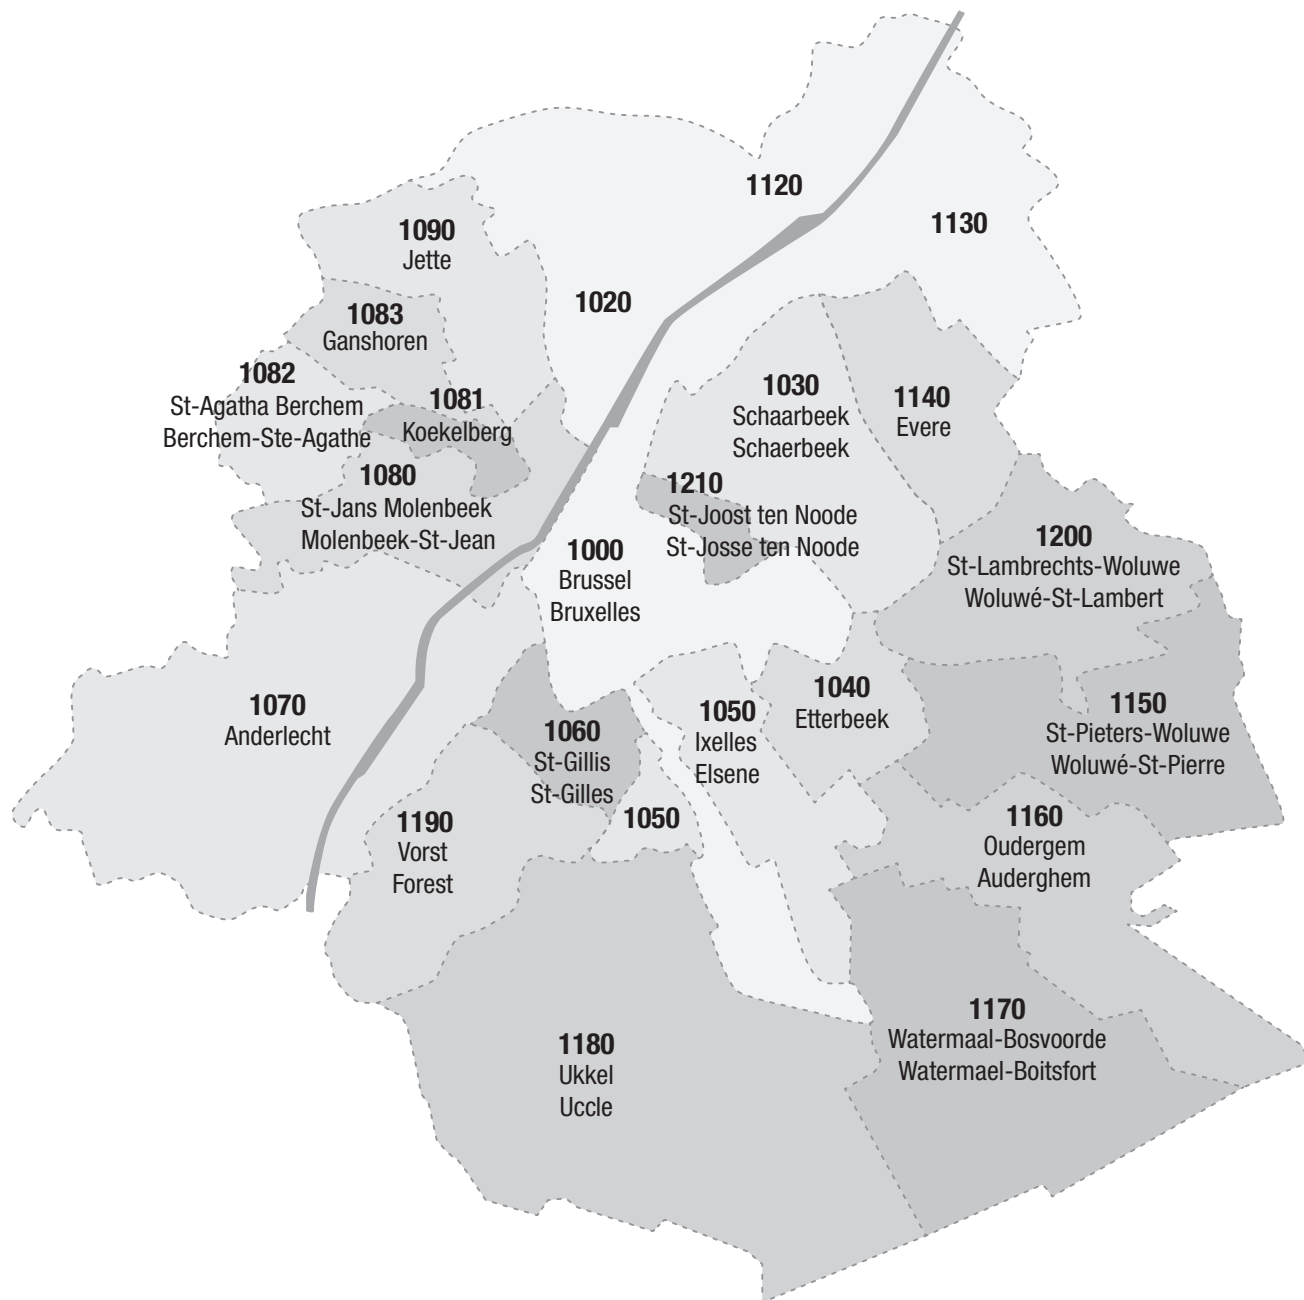 1120
1130
1090
Jette
1020
1083
Ganshoren
1082
St-Agatha Berchem
Berchem-Ste-Agathe
1081
Koekelberg
1030
Schaarbeek
Schaerbeek
1140
Evere
1080
St-Jans Molenbeek
Molenbeek-St-Jean
1210
St-Joost ten Noode
St-Josse ten Noode
1000
Brussel
Bruxelles
1200
St-Lambrechts-Woluwe
Woluwé-St-Lambert
1070
Anderlecht
1060
St-Gillis
St-Gilles
1050
Ixelles
Elsene
1040
Etterbeek
1150
St-Pieters-Woluwe
Woluwé-St-Pierre
1190
Vorst
Forest
1050
1160
Oudergem
Auderghem
1180
Ukkel
Uccle
1170
Watermaal-Bosvoorde
Watermael-Boitsfort